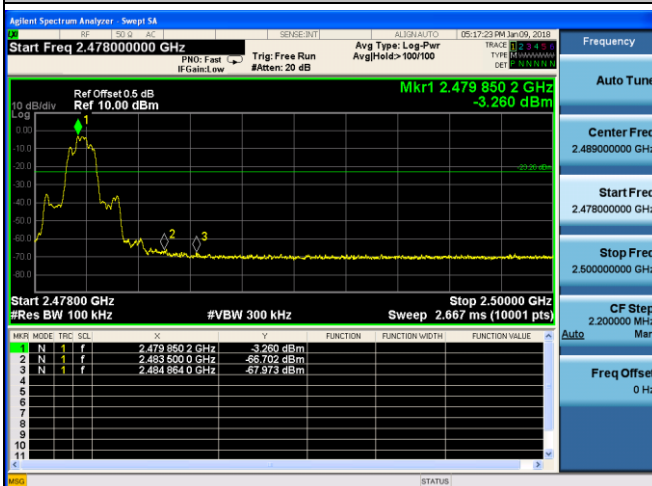 Agilent Spectrum Analyzer - Swept SA
RF 50 Ω AC SENSE:INT ALIGN AUTO 05:17:23 PM Jan 09, 2018
Start Freq 2.478000000 GHz
PNO: Fast
IFGain:Low
Trig: Free Run
#Atten: 20 dB
Avg Type: Log-Pwr
Avg|Hold:>100/100
TRACE 1 2 3 4 5 6
TYPE M
DET P N N N N N
Ref Offset 0.5 dB
Ref 10.00 dBm
10 dB/div
Log
Mkr1 2.479 850 2 GHz
-3.260 dBm
0.00
-10.0
-20.0
-30.0
-40.0
-50.0
-60.0
-70.0
-80.0
1
2
3
-23.20 dBm
Start 2.47800 GHz Stop 2.50000 GHz
#Res BW 100 kHz #VBW 300 kHz Sweep 2.667 ms (10001 pts)
MKR MODE TRC SCL X Y FUNCTION FUNCTION WIDTH FUNCTION VALUE
1 N 1 f 2.479 850 2 GHz -3.260 dBm
2 N 1 f 2.483 500 0 GHz -66.702 dBm
3 N 1 f 2.484 864 0 GHz -67.973 dBm
4
5
6
7
8
9
10
11
MSG STATUS
Frequency
Auto Tune
Center Freq
2.489000000 GHz
Start Freq
2.478000000 GHz
Stop Freq
2.500000000 GHz
CF Step
2.200000 MHz
Auto Man
Freq Offset
0 Hz